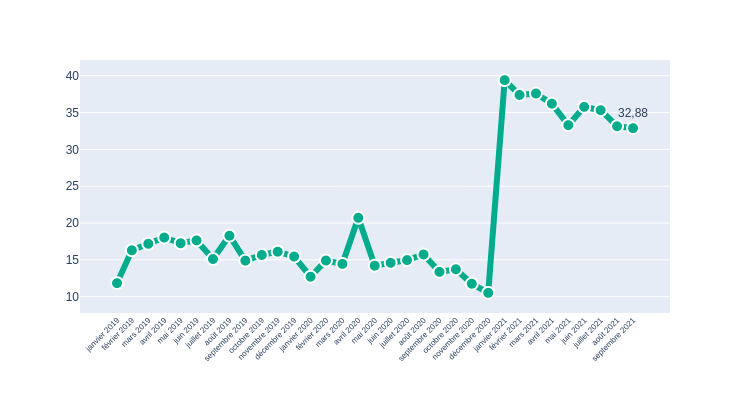 40
35
30
25
20
15
10
32,88
janvier 2019
février 2019
mars 2019
avril 2019
mai 2019
juin 2019
juillet 2019
août 2019
septembre 2019
octobre 2019
novembre 2019
décembre 2019
janvier 2020
février 2020
mars 2020
avril 2020
mai 2020
juin 2020
juillet 2020
août 2020
septembre 2020
octobre 2020
novembre 2020
décembre 2020
janvier 2021
février 2021
mars 2021
avril 2021
mai 2021
juin 2021
juillet 2021
août 2021
septembre 2021